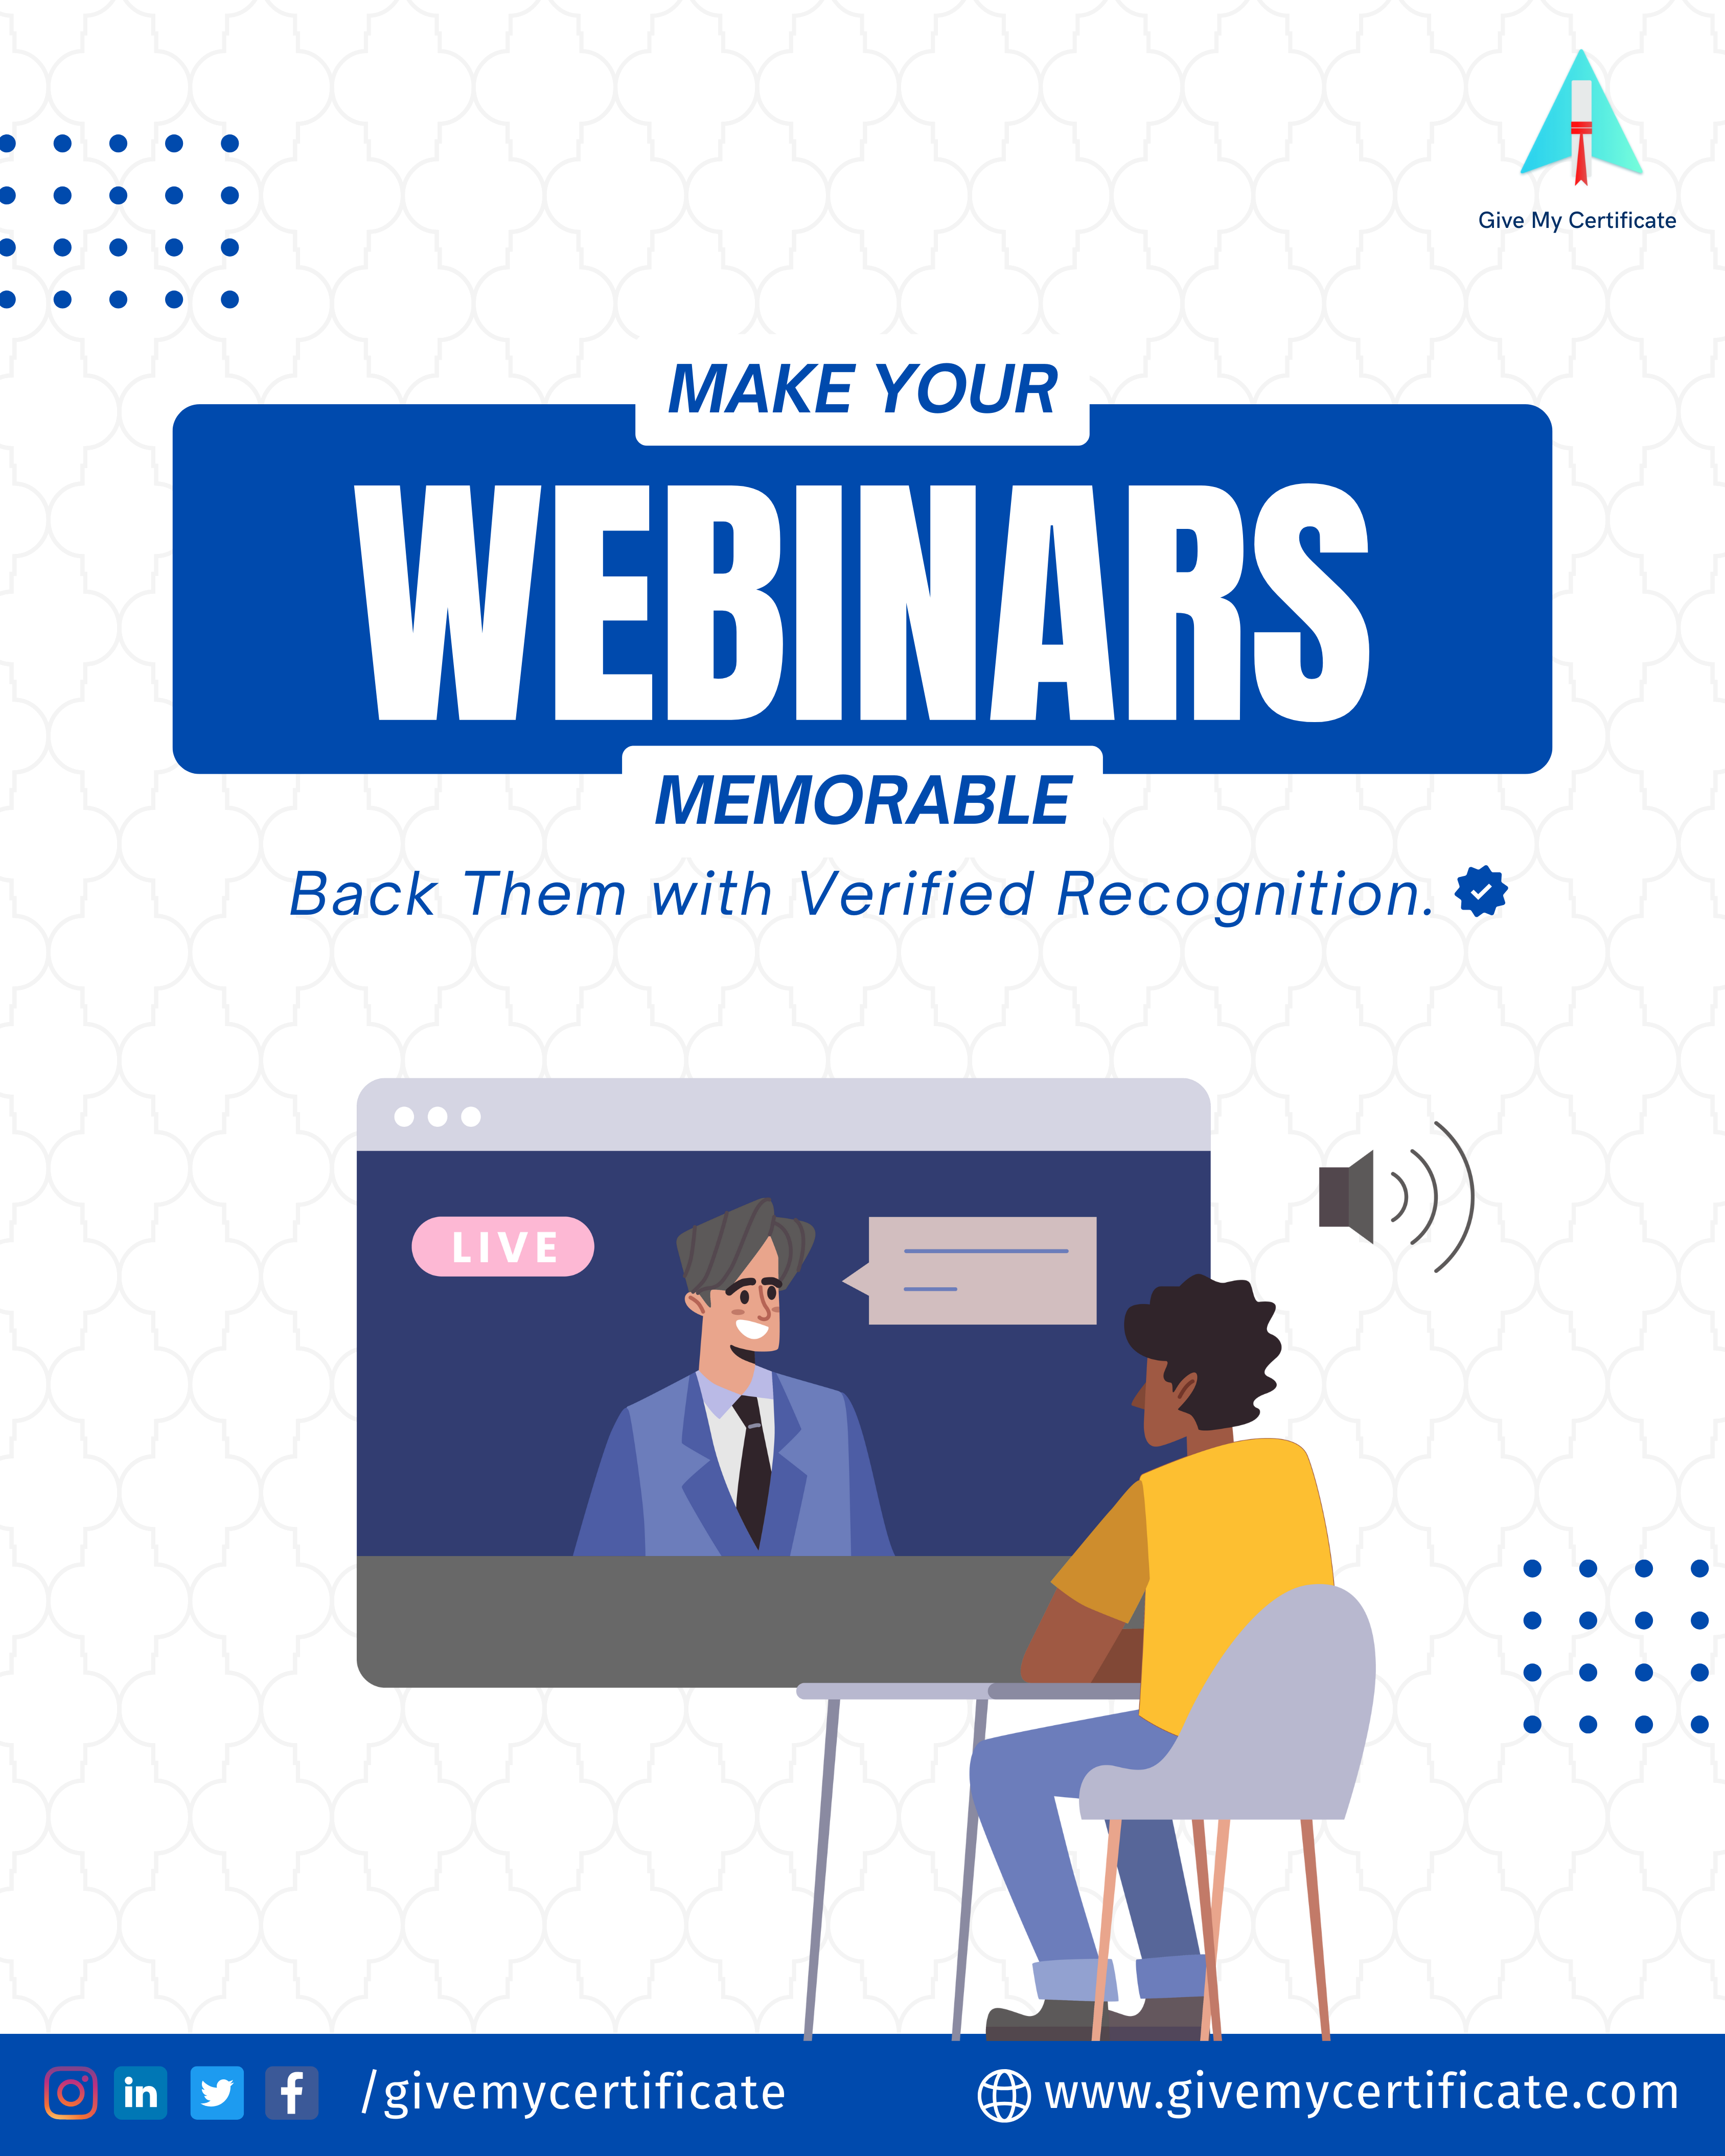 Give My Certificate
MAKE YOUR
WEBINARS
MEMORABLE
Back Them with Verified Recognition.
LIVE
/givemycertificate
www.givemycertificate.com